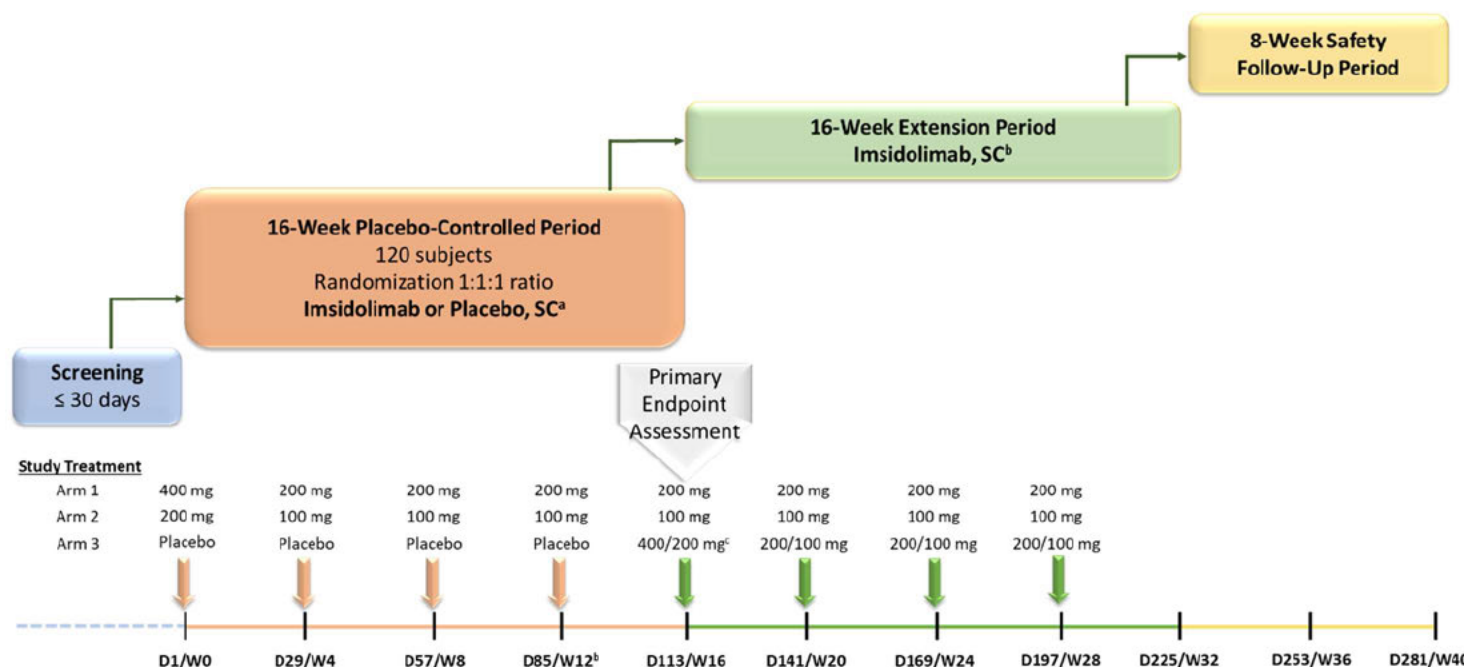 8-Week Safety
Follow-Up Period
16-Week Extension Period
Imsidolimab, SCᵇ
16-Week Placebo-Controlled Period
120 subjects
Randomization 1:1:1 ratio
Imsidolimab or Placebo, SCᵃ
Screening
≤ 30 days
Primary
Endpoint
Assessment
Study Treatment
Arm 1 400 mg 200 mg 200 mg 200 mg 200 mg 200 mg 200 mg 200 mg
Arm 2 200 mg 100 mg 100 mg 100 mg 100 mg 100 mg 100 mg 100 mg
Arm 3 Placebo Placebo Placebo Placebo 400/200 mgᶜ 200/100 mg 200/100 mg 200/100 mg
D1/W0 D29/W4 D57/W8 D85/W12ᵇ D113/W16 D141/W20 D169/W24 D197/W28 D225/W32 D253/W36 D281/W40